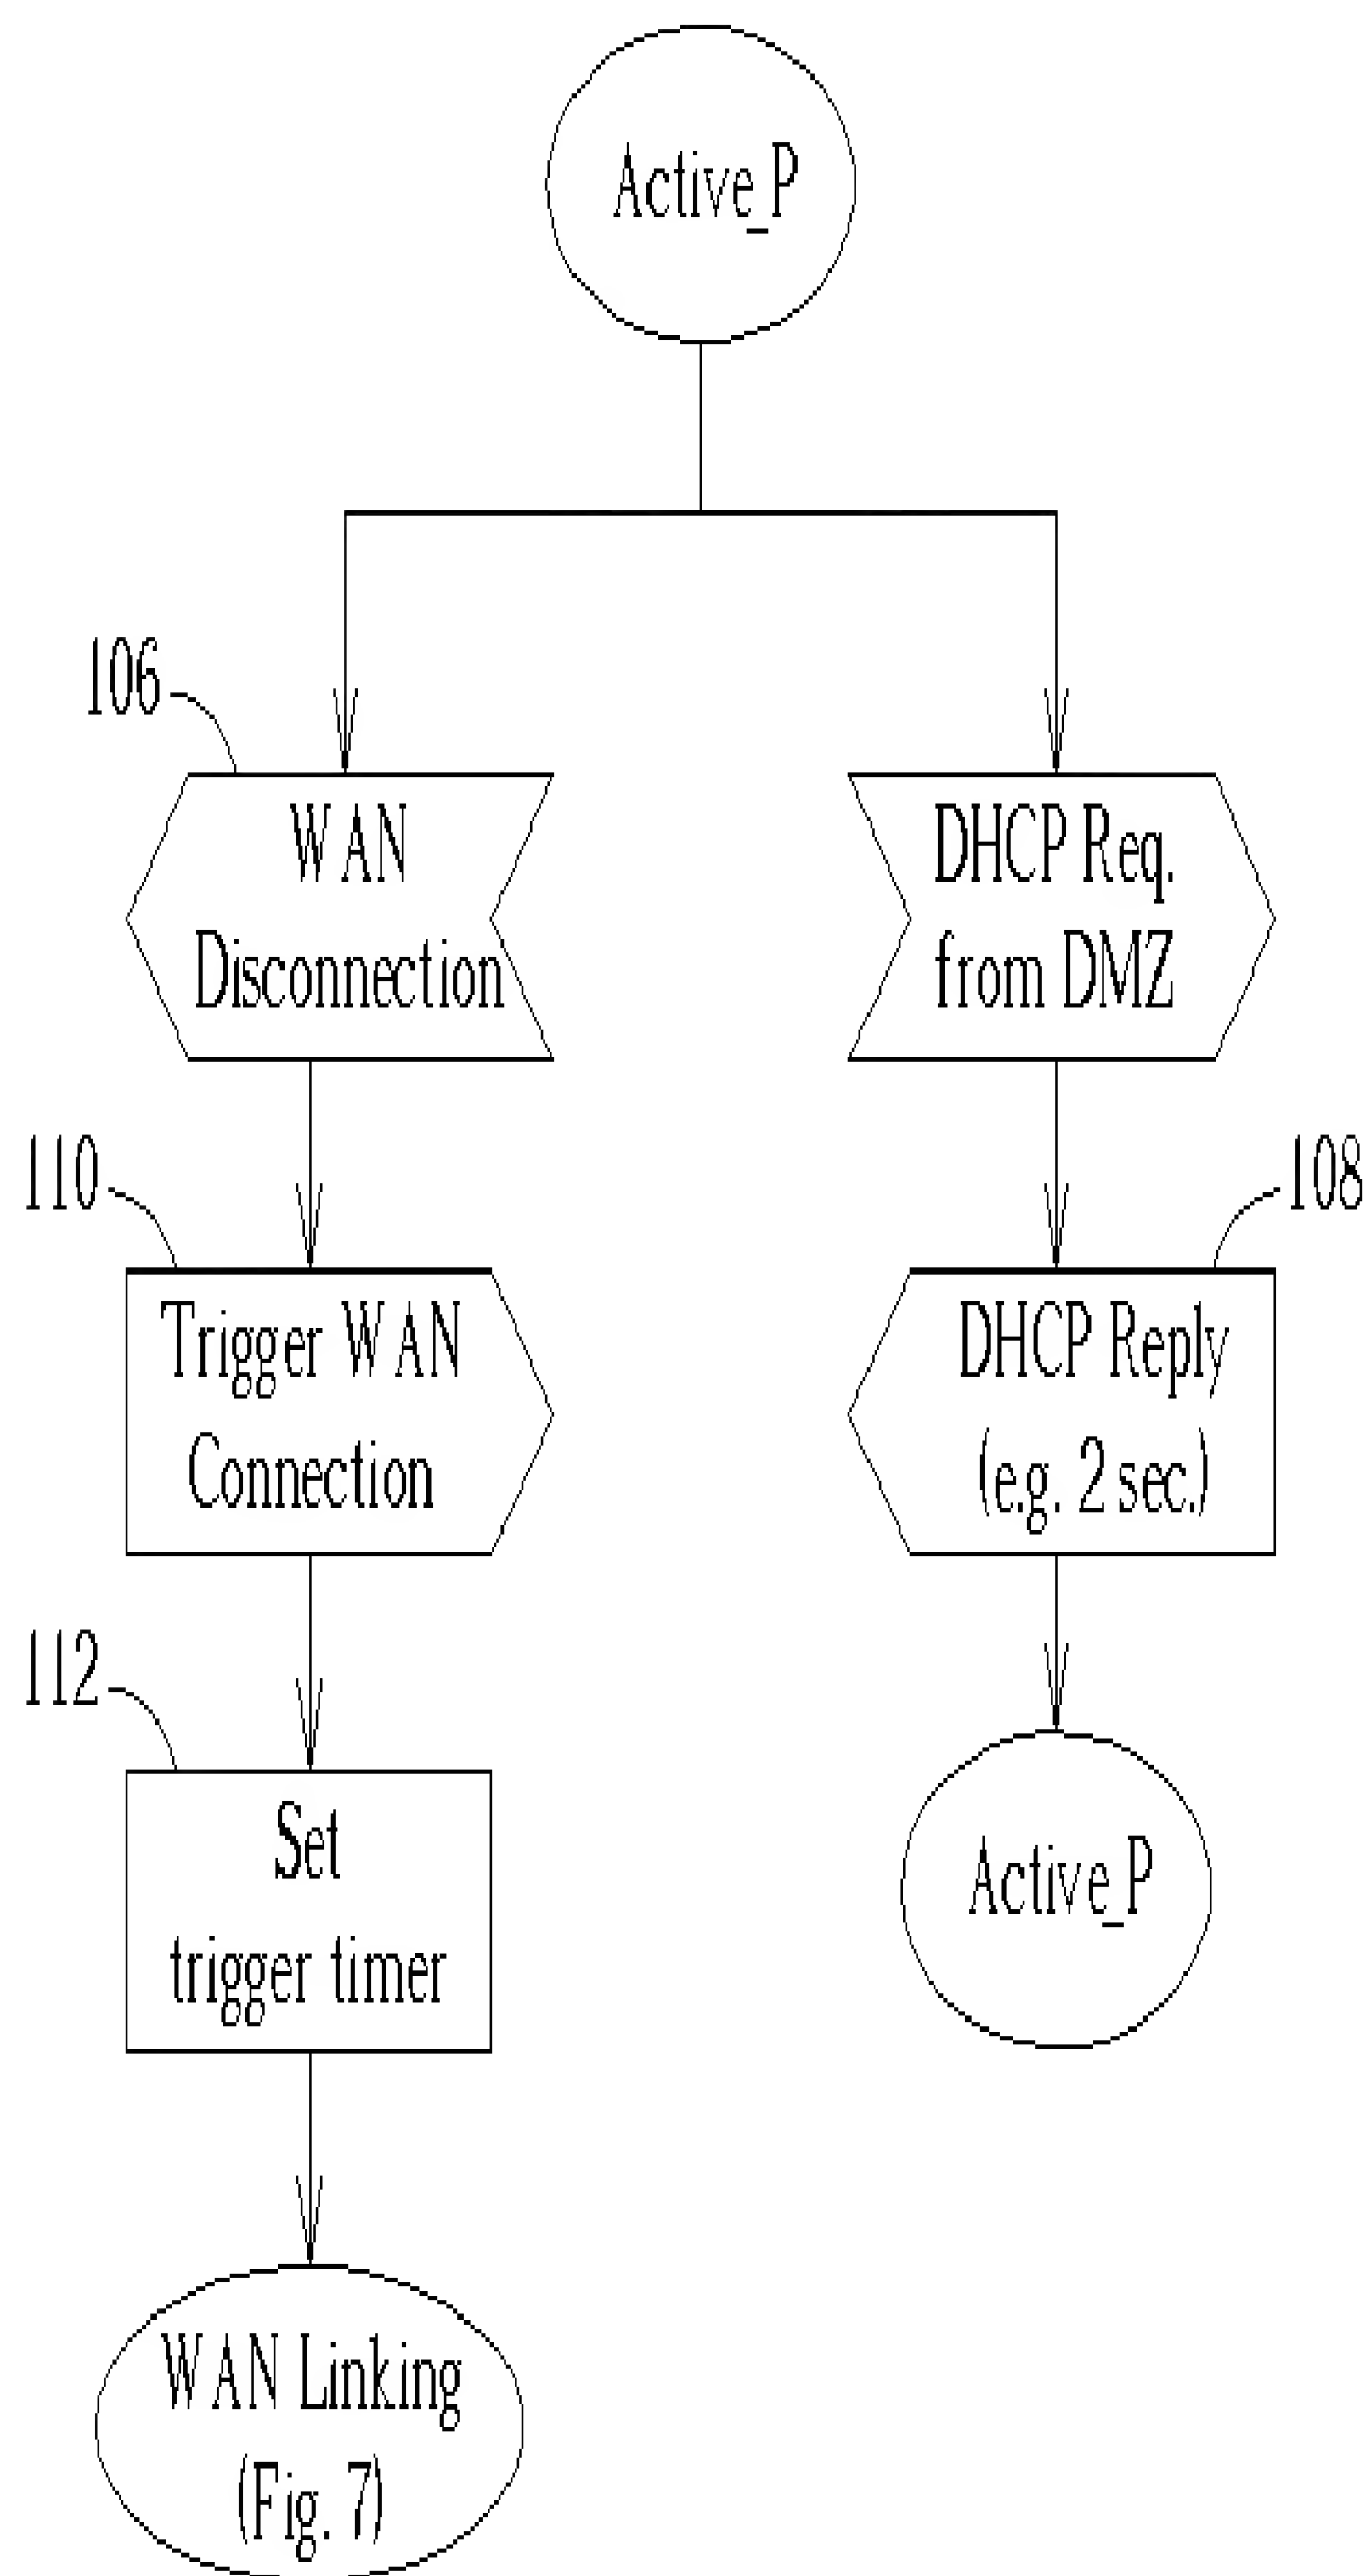 Active_P
106
WAN
Disconnection
DHCP Req.
from DMZ
110
Trigger WAN
Connection
108
DHCP Reply
(e.g. 2 sec.)
112
Set
trigger timer
Active_P
WAN Linking
(Fig. 7)